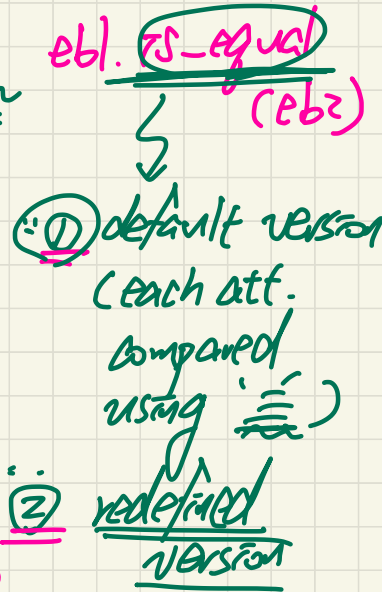 eb1. is_equal
(eb2)
① default version
(each att.
compared
using '=')
② redefined
version